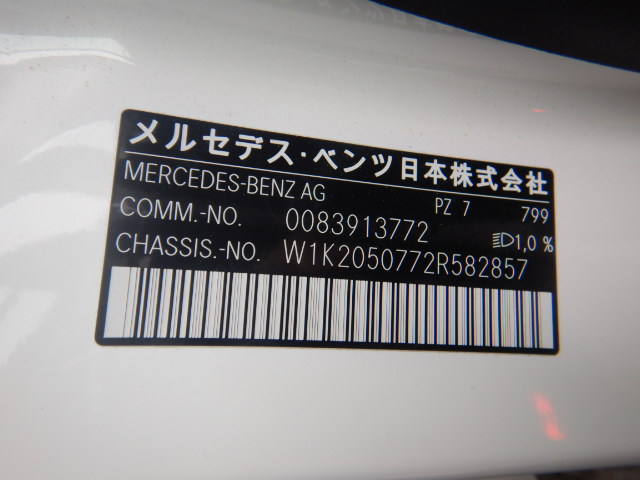 メルセデス・ベンツ日本株式会社
MERCEDES-BENZ AG PZ 7 799
COMM.-NO. 0083913772 1,0 %
CHASSIS.-NO. W1K2050772R582857